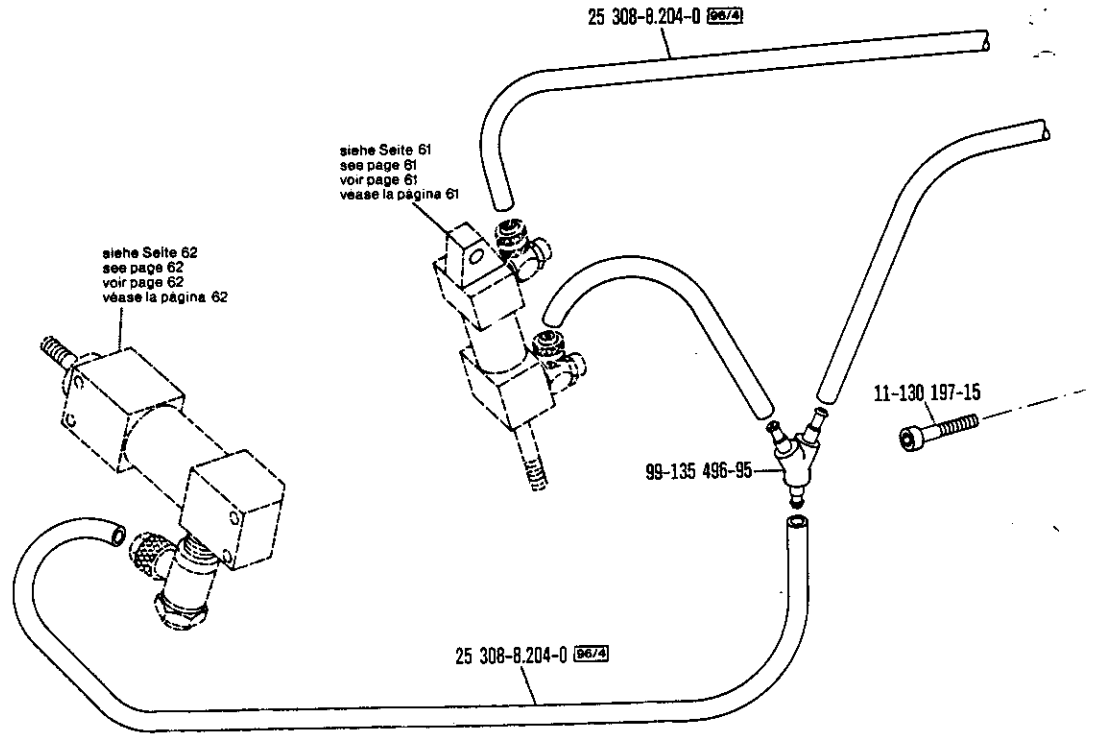 25 308-8.204-0 96/4
siehe Seite 61
see page 61
voir page 61
véase la página 61
siehe Seite 62
see page 62
voir page 62
véase la página 62
11-130 197-15
99-135 496-95
25 308-8.204-0 96/4